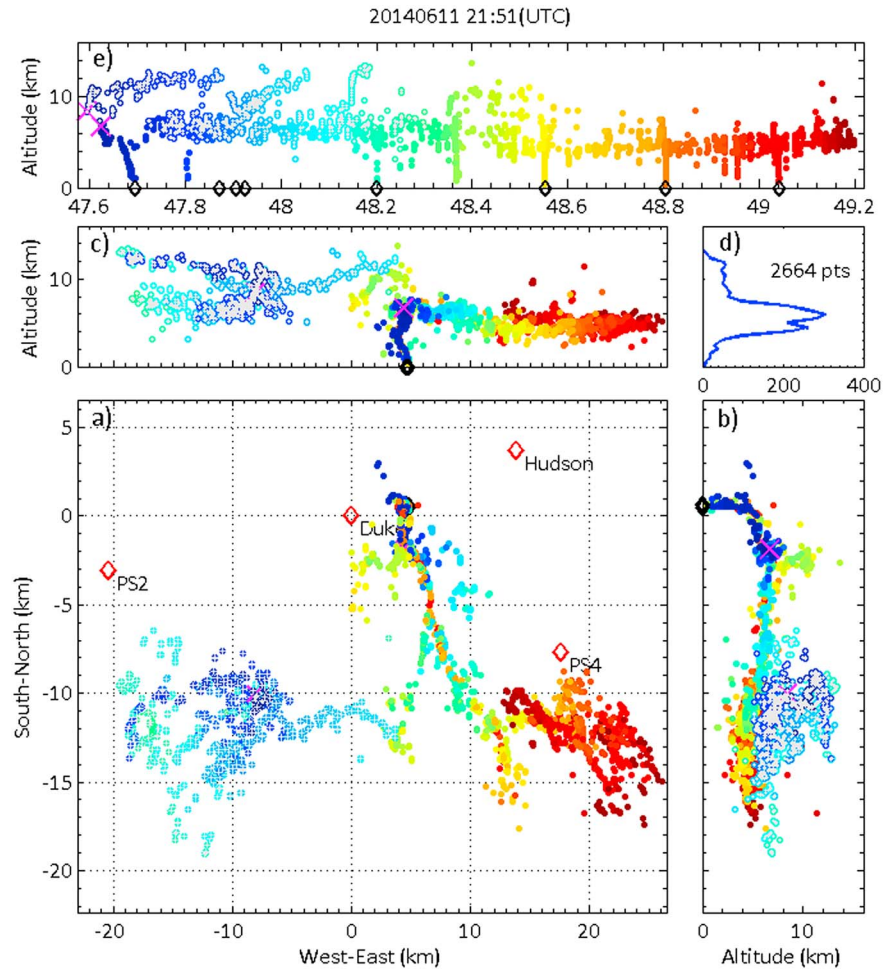 20140611 21:51(UTC)
e)
Altitude (km)
10
0
47.6 47.8 48 48.2 48.4 48.6 48.8 49 49.2
c)
Altitude (km)
10
0
d)
2664 pts
0 200 400
a)
South-North (km)
5
0
-5
-10
-15
-20
Hudson
Duke
PS2
PS4
-20 -10 0 10 20
West-East (km)
b)
0 10
Altitude (km)